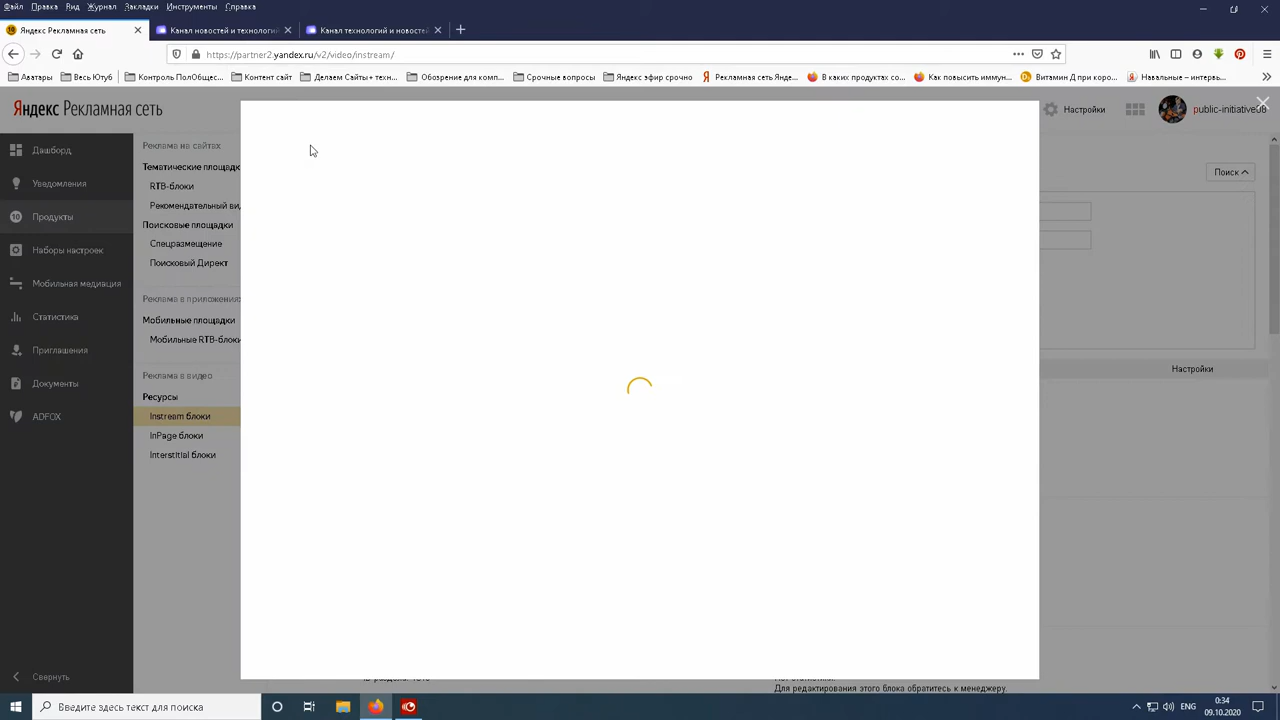 Файл Правка Вид Журнал Закладки Инструменты Справка
Яндекс Рекламная сеть
Канал новостей и технологий
Канал технологий и новостей
https://partner2.yandex.ru/v2/video/instream/
Аватары
Весь Ютуб
Контроль ПолОбщес...
Контент сайт
Делаем Сайты+ техн...
Обозрение для комп...
Срочные вопросы
Яндекс эфир срочно
Рекламная сеть Янде...
В каких продуктах со...
Как повысить иммун...
Витамин Д при коро...
Навальные – интерв...
Яндекс Рекламная сеть
Настройки
public-initiative06
Дашборд
Уведомления
Продукты
Наборы настроек
Мобильная медиация
Статистика
Приглашения
Документы
ADFOX
Свернуть
Реклама на сайтах
Тематические площадк
RTB-блоки
Рекомендательный ви
Поисковые площадки
Спецразмещение
Поисковый Директ
Реклама в приложениях
Мобильные площадки
Мобильные RTB-блоки
Реклама в видео
Ресурсы
Instream блоки
InPage блоки
Interstitial блоки
Поиск
Настройки
Для редактирования этого блока обратитесь к менеджеру.
Введите здесь текст для поиска
ENG
0:34
09.10.2020